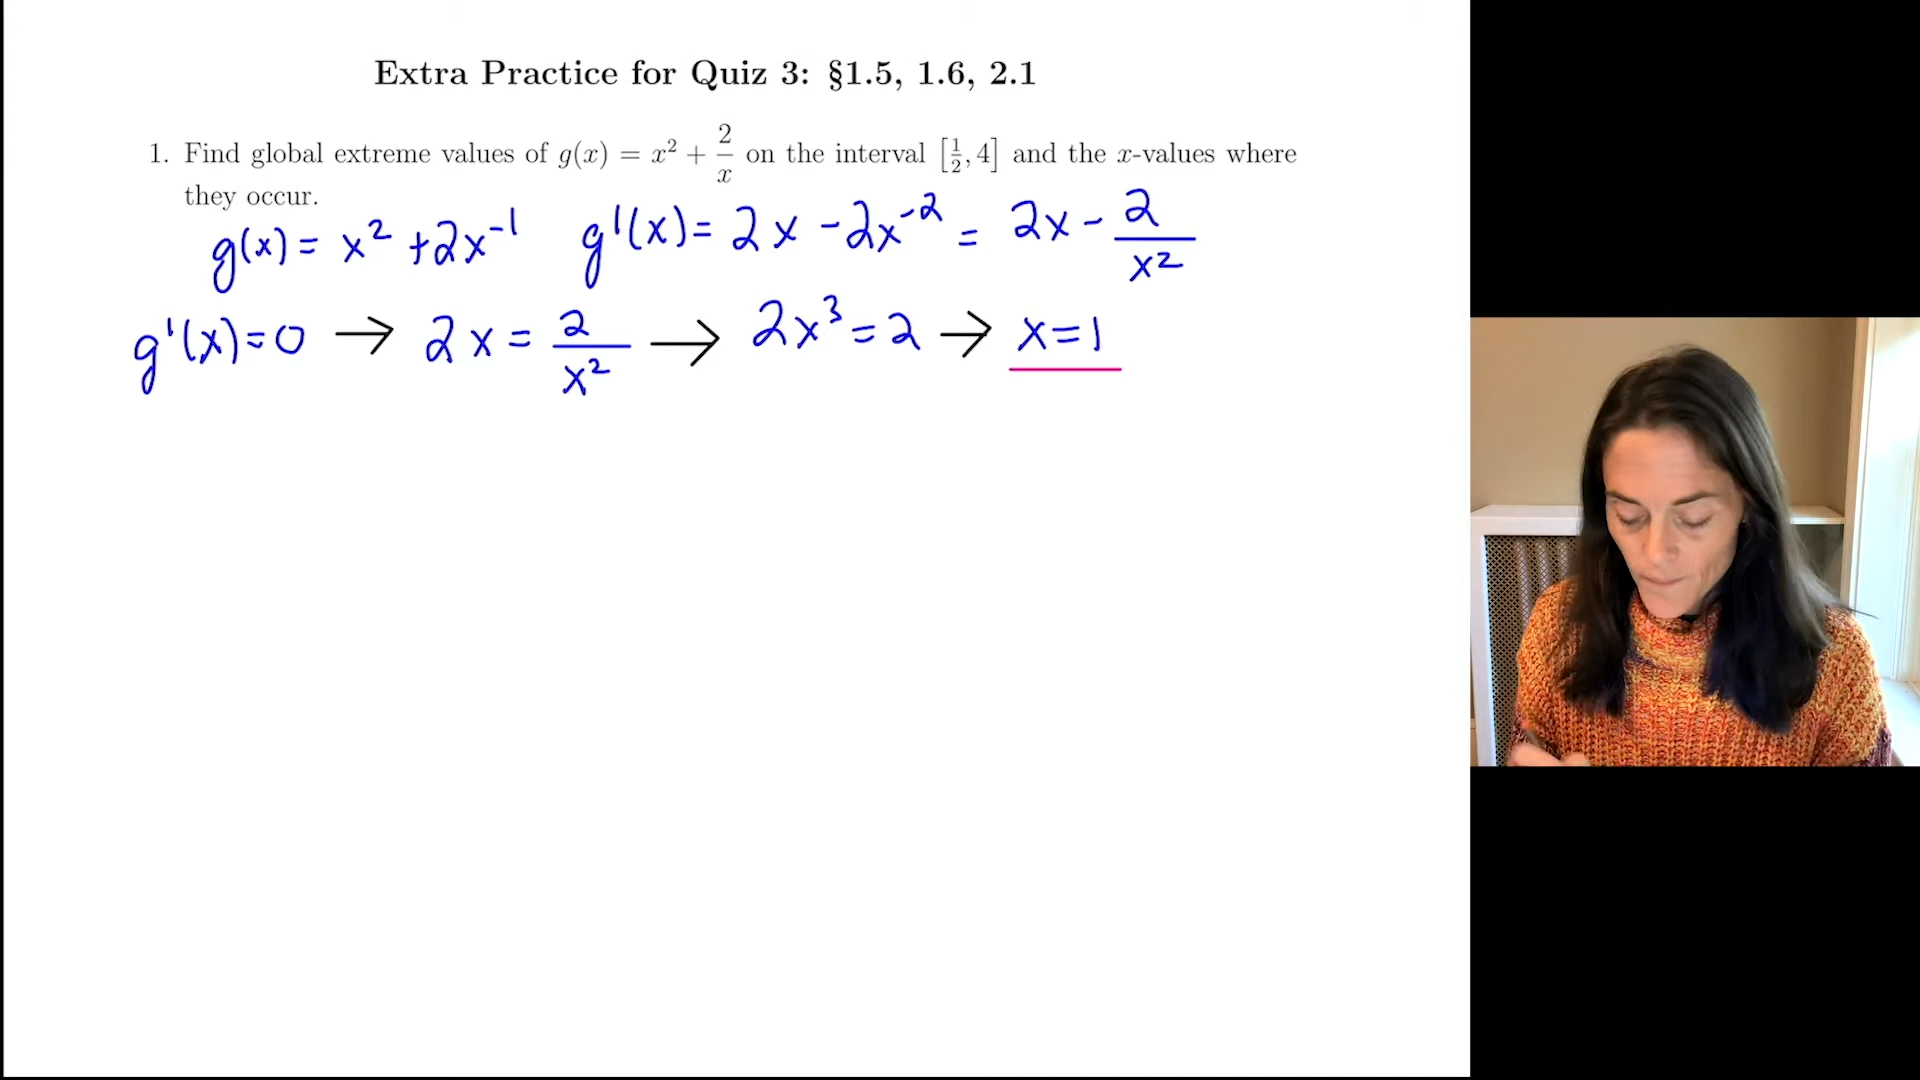 Extra Practice for Quiz 3: §1.5, 1.6, 2.1
1. Find global extreme values of g(x) = x² + 2/x on the interval [1/2, 4] and the x-values where
they occur.
g(x) = x² + 2x⁻¹ g'(x) = 2x - 2x⁻² = 2x - 2/x²
g'(x) = 0 → 2x = 2/x² → 2x³ = 2 → x = 1